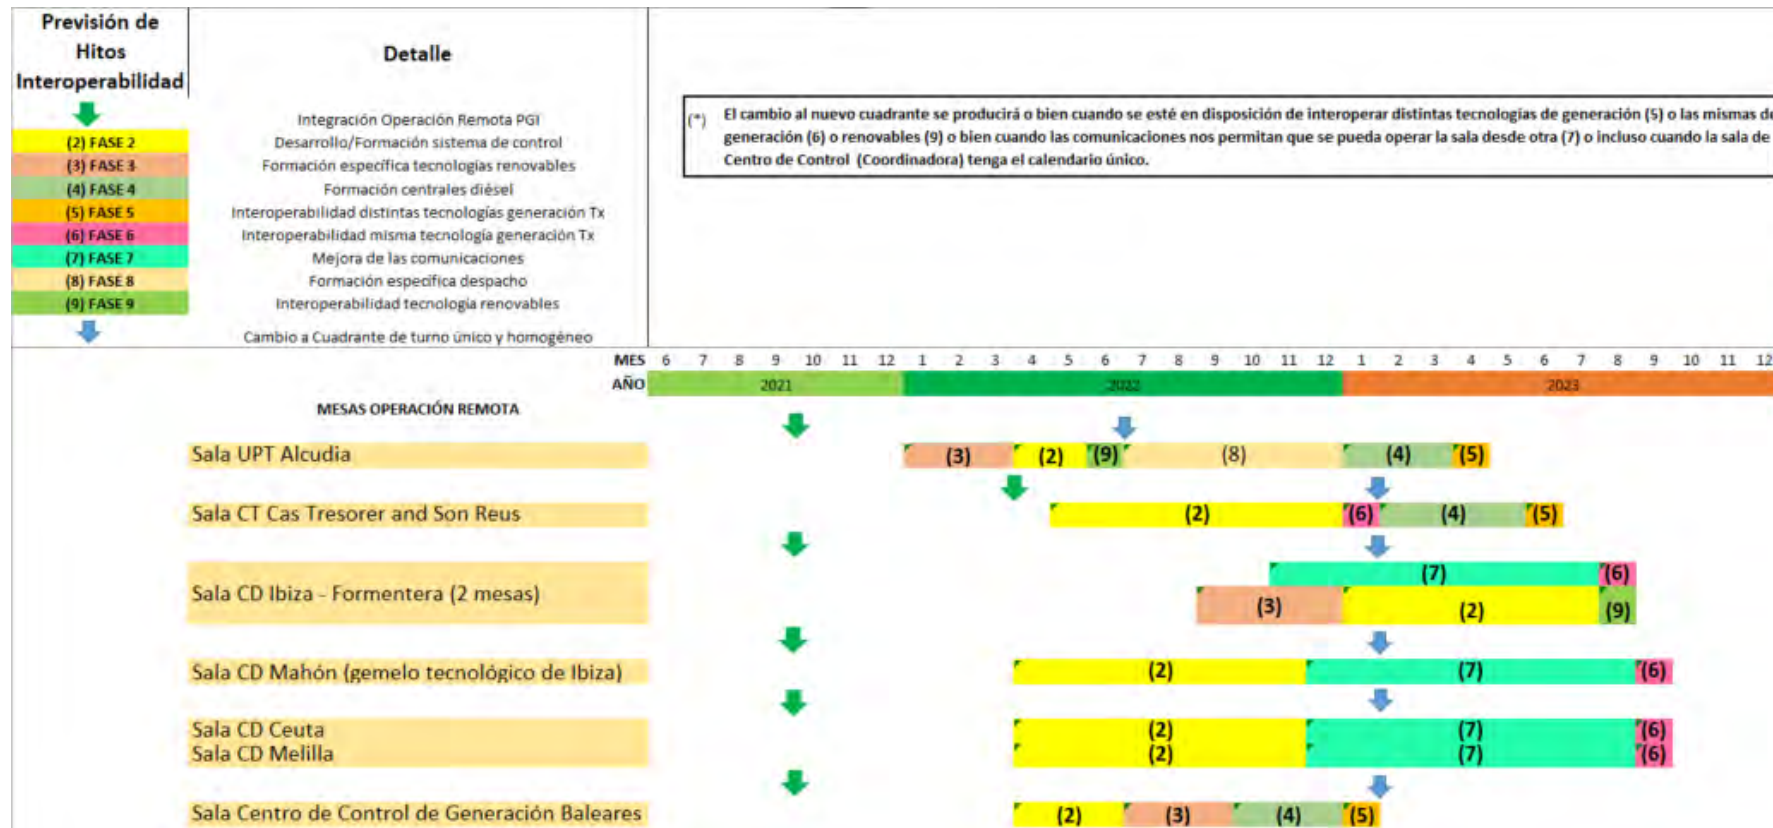 Previsión de
Hitos
Interoperabilidad
Detalle
Integración Operación Remota PGI
(2) FASE 2 Desarrollo/Formación sistema de control
(3) FASE 3 Formación específica tecnologías renovables
(4) FASE 4 Formación centrales diésel
(5) FASE 5 Interoperabilidad distintas tecnologías generación Tx
(6) FASE 6 Interoperabilidad misma tecnología generación Tx
(7) FASE 7 Mejora de las comunicaciones
(8) FASE 8 Formación específica despacho
(9) FASE 9 Interoperabilidad tecnología renovables
Cambio a Cuadrante de turno único y homogéneo
(*) El cambio al nuevo cuadrante se producirá o bien cuando se esté en disposición de interoperar distintas tecnologías de generación (5) o las mismas de
generación (6) o renovables (9) o bien cuando las comunicaciones nos permitan que se pueda operar la sala desde otra (7) o incluso cuando la sala de
Centro de Control (Coordinadora) tenga el calendario único.
MES 6 7 8 9 10 11 12 1 2 3 4 5 6 7 8 9 10 11 12 1 2 3 4 5 6 7 8 9 10 11 12
AÑO 2021 2022 2023
MESAS OPERACIÓN REMOTA
Sala UPT Alcudia (3) (2) (9) (8) (4) (5)
Sala CT Cas Tresorer and Son Reus (2) (6) (4) (5)
(7) (6)
Sala CD Ibiza - Formentera (2 mesas)
(3) (2) (9)
Sala CD Mahón (gemelo tecnológico de Ibiza) (2) (7) (6)
Sala CD Ceuta (2) (7) (6)
Sala CD Melilla (2) (7) (6)
Sala Centro de Control de Generación Baleares (2) (3) (4) (5)